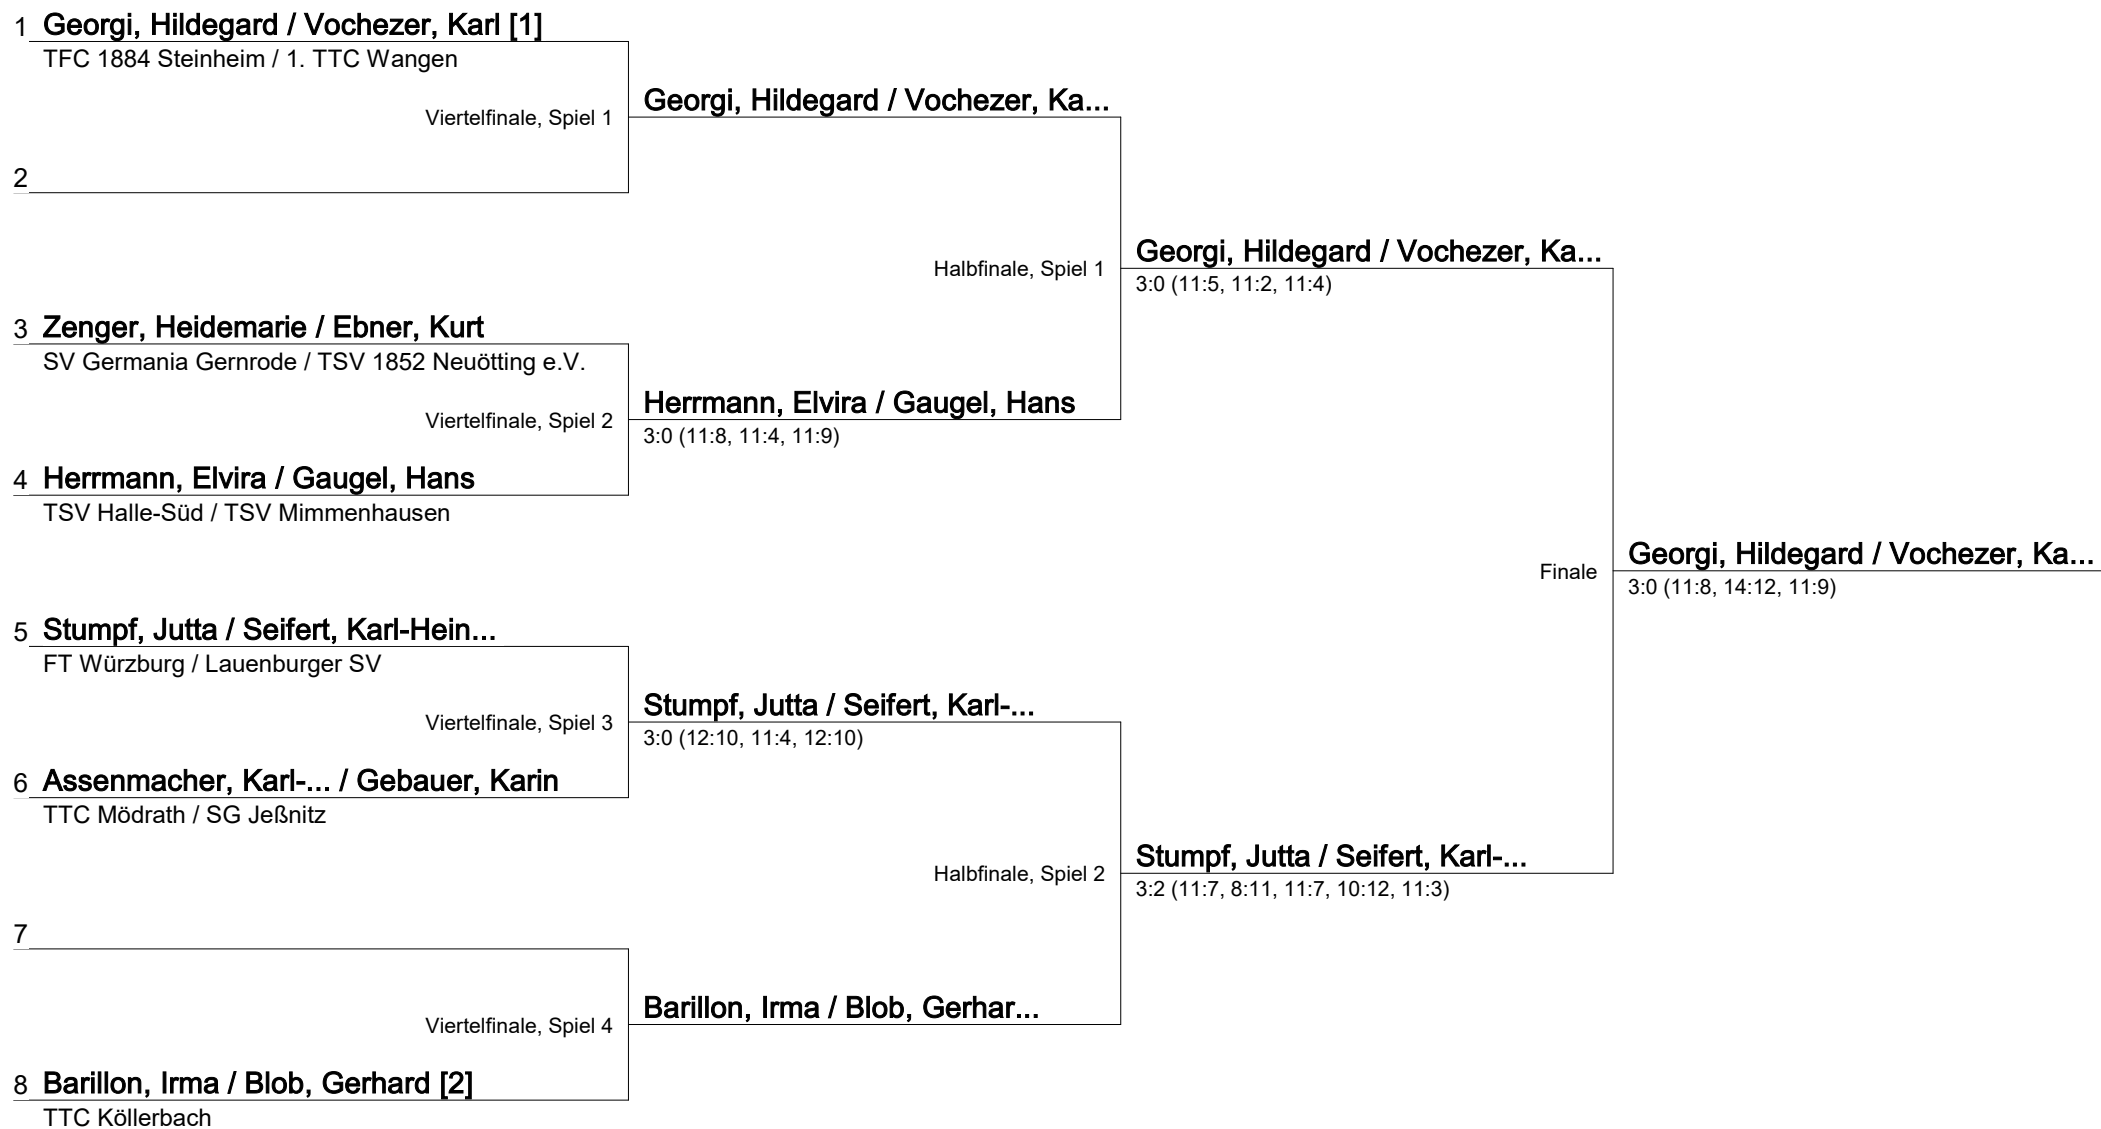 1 Georgi, Hildegard / Vochezer, Karl [1]
TFC 1884 Steinheim / 1. TTC Wangen
Viertelfinale, Spiel 1
Georgi, Hildegard / Vochezer, Ka...
2
Halbfinale, Spiel 1
Georgi, Hildegard / Vochezer, Ka...
3:0 (11:5, 11:2, 11:4)
3 Zenger, Heidemarie / Ebner, Kurt
SV Germania Gernrode / TSV 1852 Neuötting e.V.
Viertelfinale, Spiel 2
Herrmann, Elvira / Gaugel, Hans
3:0 (11:8, 11:4, 11:9)
4 Herrmann, Elvira / Gaugel, Hans
TSV Halle-Süd / TSV Mimmenhausen
Finale
Georgi, Hildegard / Vochezer, Ka...
3:0 (11:8, 14:12, 11:9)
5 Stumpf, Jutta / Seifert, Karl-Hein...
FT Würzburg / Lauenburger SV
Viertelfinale, Spiel 3
Stumpf, Jutta / Seifert, Karl-...
3:0 (12:10, 11:4, 12:10)
6 Assenmacher, Karl-... / Gebauer, Karin
TTC Mödrath / SG Jeßnitz
Halbfinale, Spiel 2
Stumpf, Jutta / Seifert, Karl-...
3:2 (11:7, 8:11, 11:7, 10:12, 11:3)
7
Viertelfinale, Spiel 4
Barillon, Irma / Blob, Gerhar...
8 Barillon, Irma / Blob, Gerhard [2]
TTC Köllerbach